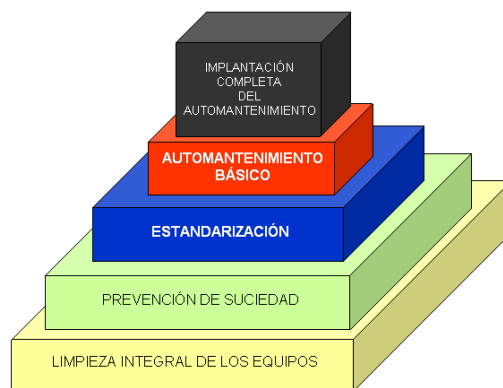 IMPLANTACIÓN
COMPLETA
DEL
AUTOMANTENIMIENTO
AUTOMANTENIMIENTO
BÁSICO
ESTANDARIZACIÓN
PREVENCIÓN DE SUCIEDAD
LIMPIEZA INTEGRAL DE LOS EQUIPOS